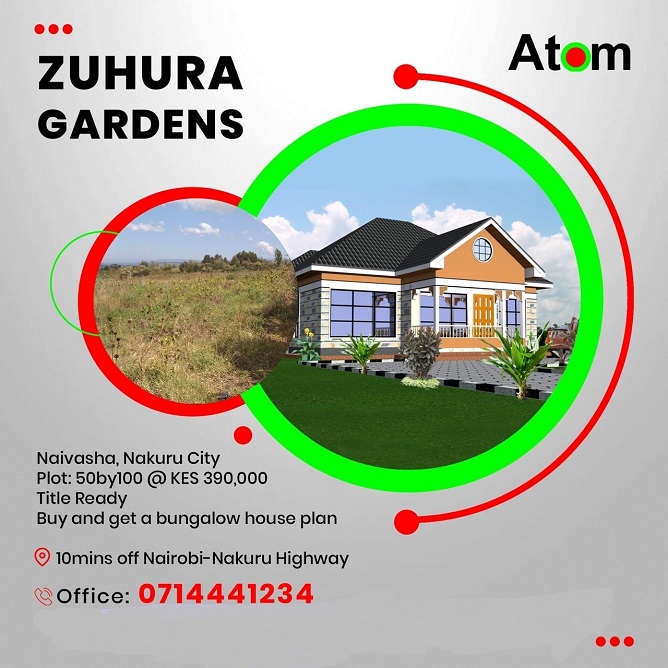 Atom
ZUHURA
GARDENS
Naivasha, Nakuru City
Plot: 50by100 @ KES 390,000
Title Ready
Buy and get a bungalow house plan
10mins off Nairobi-Nakuru Highway
Office: 0714441234